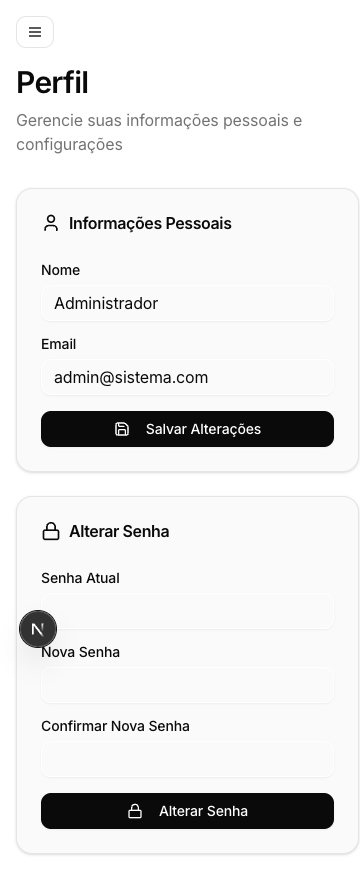 Perfil
Gerencie suas informações pessoais e
configurações
Informações Pessoais
Nome
Administrador
Email
admin@sistema.com
Salvar Alterações
Alterar Senha
Senha Atual
N
Nova Senha
Confirmar Nova Senha
Alterar Senha